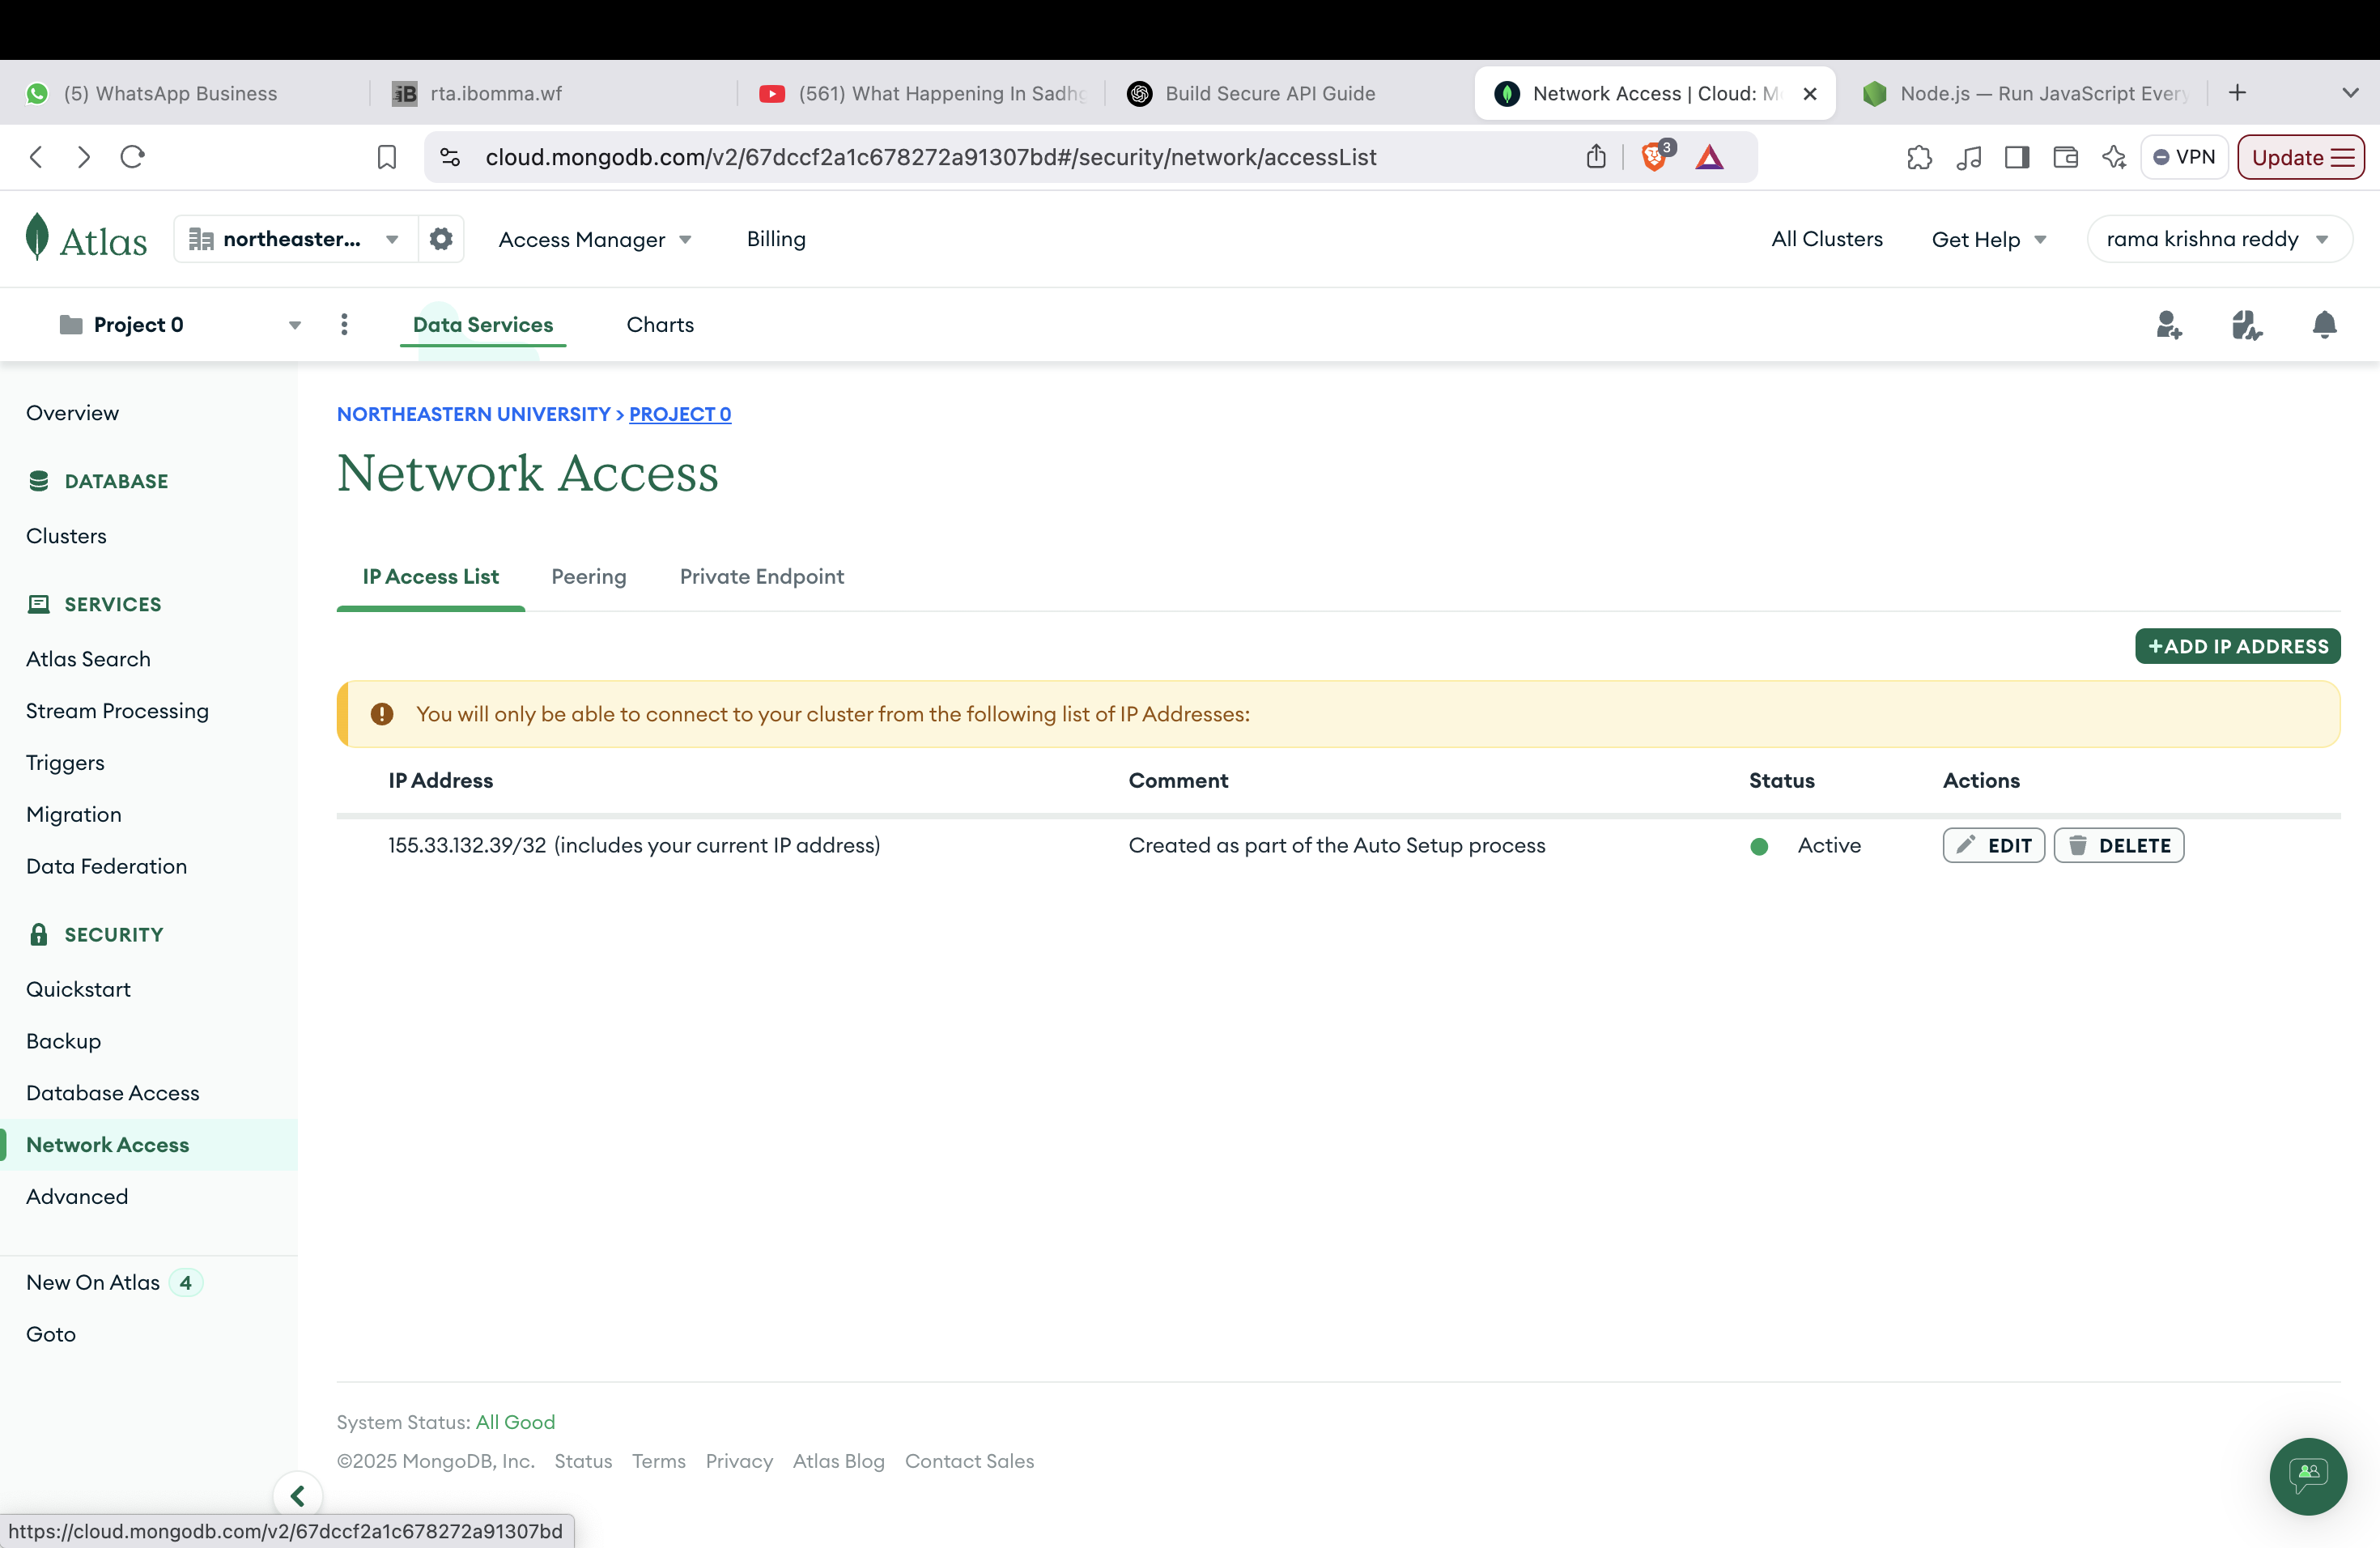 (5) WhatsApp Business
iB rta.ibomma.wf
(561) What Happening In Sadhg
Build Secure API Guide
Network Access | Cloud: M
Node.js — Run JavaScript Every
cloud.mongodb.com/v2/67dccf2a1c678272a91307bd#/security/network/accessList
3
VPN
Update
Atlas
northeaster...
Access Manager
Billing
All Clusters
Get Help
rama krishna reddy
Project 0
Data Services
Charts
Overview
DATABASE
Clusters
SERVICES
Atlas Search
Stream Processing
Triggers
Migration
Data Federation
SECURITY
Quickstart
Backup
Database Access
Network Access
Advanced
New On Atlas 4
Goto
NORTHEASTERN UNIVERSITY > PROJECT 0
Network Access
IP Access List
Peering
Private Endpoint
+ADD IP ADDRESS
You will only be able to connect to your cluster from the following list of IP Addresses:
IP Address Comment Status Actions
155.33.132.39/32 (includes your current IP address) Created as part of the Auto Setup process Active EDIT DELETE
System Status: All Good
©2025 MongoDB, Inc. Status Terms Privacy Atlas Blog Contact Sales
https://cloud.mongodb.com/v2/67dccf2a1c678272a91307bd